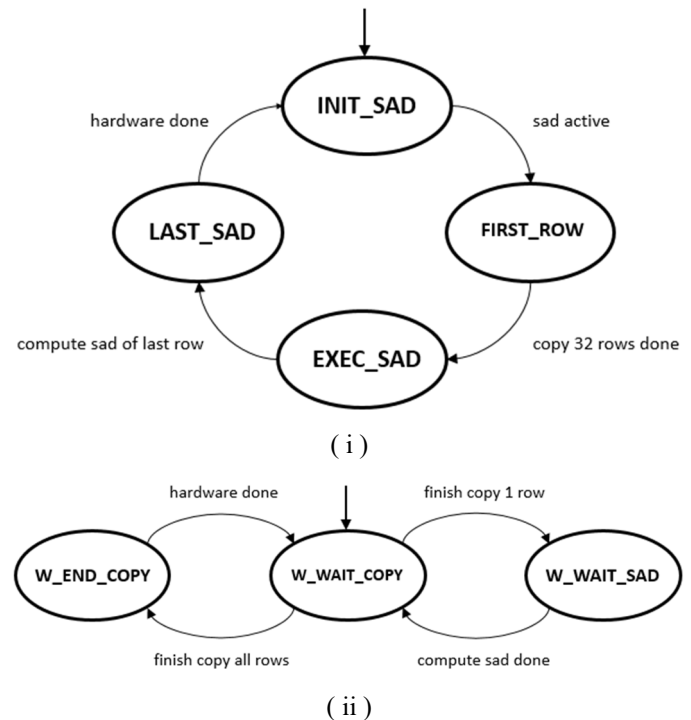 INIT_SAD
hardware done
sad active
LAST_SAD
FIRST_ROW
compute sad of last row
copy 32 rows done
EXEC_SAD
( i )
hardware done
finish copy 1 row
W_END_COPY
W_WAIT_COPY
W_WAIT_SAD
finish copy all rows
compute sad done
( ii )